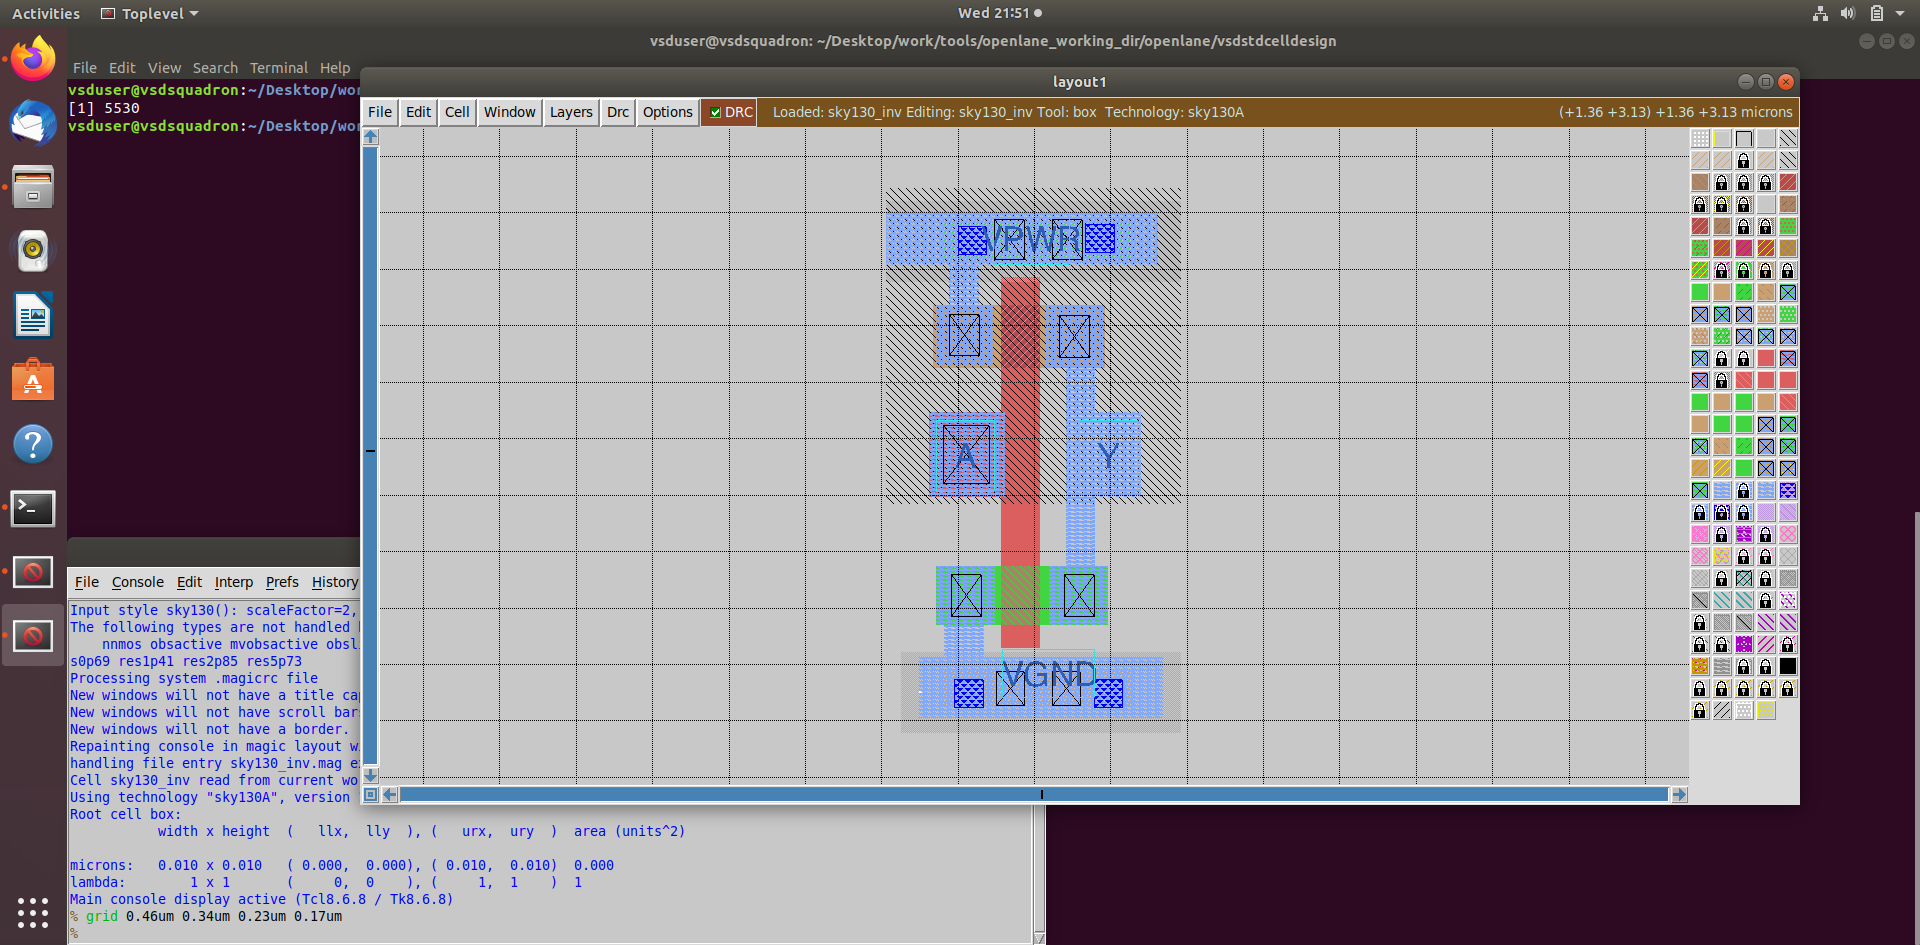 Activities Toplevel Wed 21:51
vsduser@vsdsquadron: ~/Desktop/work/tools/openlane_working_dir/openlane/vsdstdcelldesign
File Edit View Search Terminal Help
vsduser@vsdsquadron:~/Desktop/wor
[1] 5530
vsduser@vsdsquadron:~/Desktop/wor
layout1
File Edit Cell Window Layers Drc Options DRC Loaded: sky130_inv Editing: sky130_inv Tool: box Technology: sky130A (+1.36 +3.13) +1.36 +3.13 microns
VPWR
A Y
VGND
File Console Edit Interp Prefs History
Input style sky130(): scaleFactor=2,
The following types are not handled
nnmos obsactive mvobsactive obsl
s0p69 res1p41 res2p85 res5p73
Processing system .magicrc file
New windows will not have a title ca
New windows will not have scroll bar
New windows will not have a border.
Repainting console in magic layout w
handling file entry sky130_inv.mag e
Cell sky130_inv read from current wo
Using technology "sky130A", version
Root cell box:
width x height ( llx, lly ), ( urx, ury ) area (units^2)
microns: 0.010 x 0.010 ( 0.000, 0.000), ( 0.010, 0.010) 0.000
lambda: 1 x 1 ( 0, 0 ), ( 1, 1 ) 1
Main console display active (Tcl8.6.8 / Tk8.6.8)
% grid 0.46um 0.34um 0.23um 0.17um
%